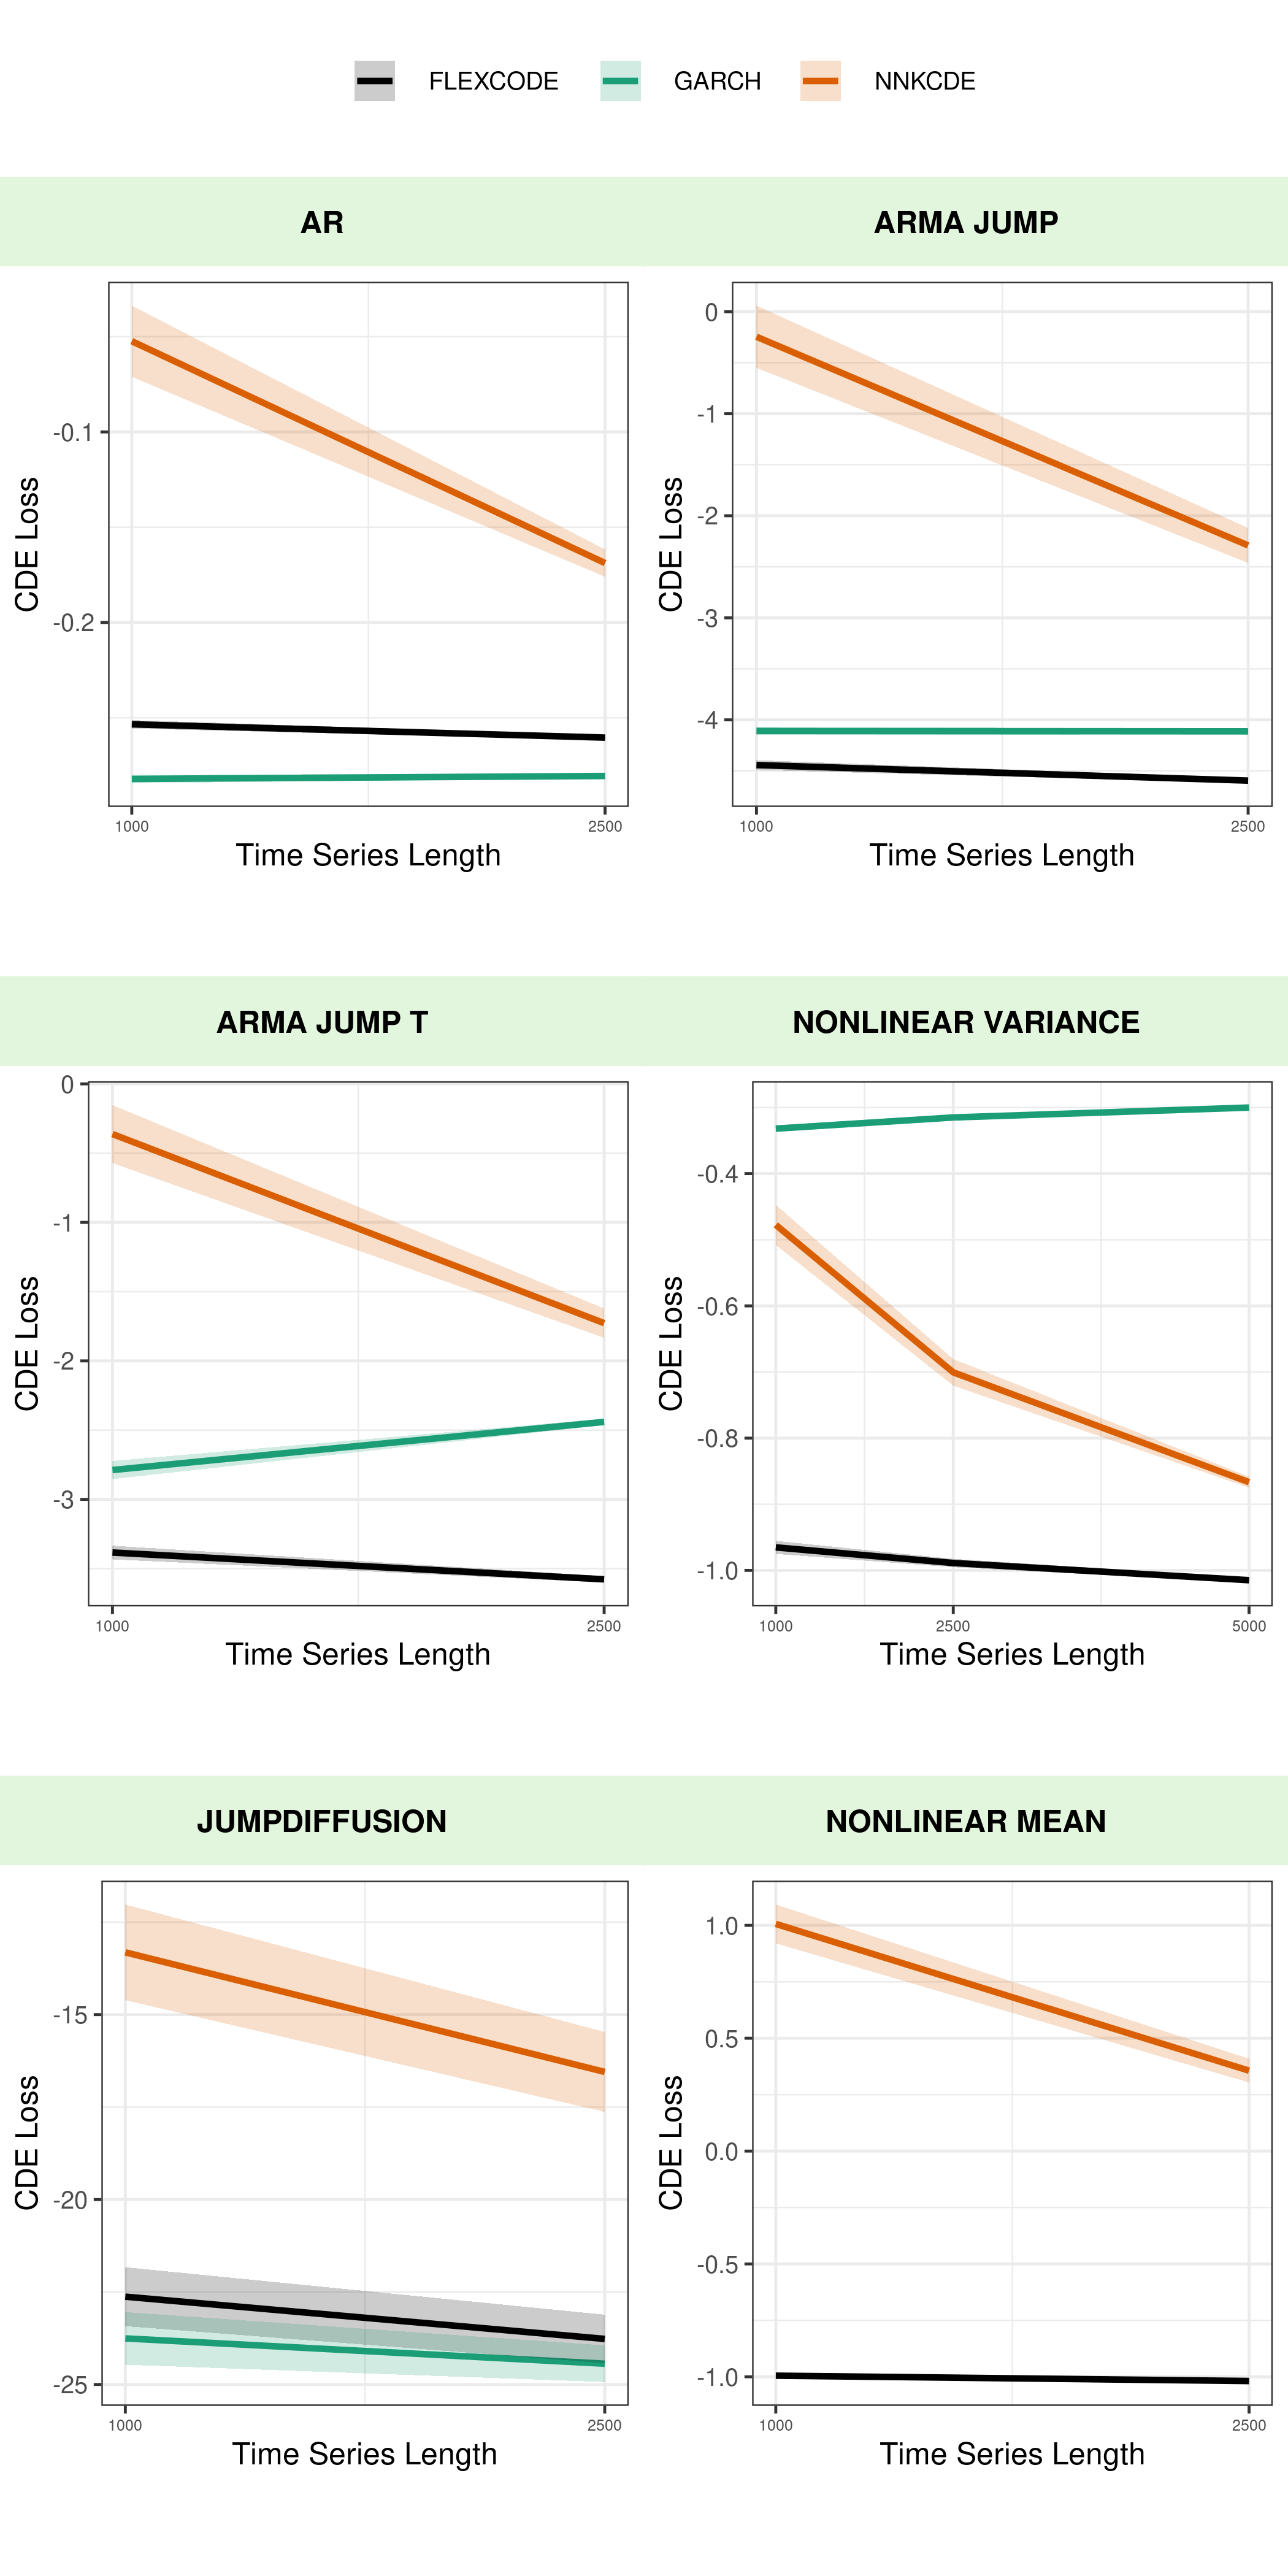 FLEXCODE GARCH NNKCDE
AR
CDE Loss
-0.1
-0.2
1000 2500
Time Series Length
ARMA JUMP
CDE Loss
0
-1
-2
-3
-4
1000 2500
Time Series Length
ARMA JUMP T
CDE Loss
0
-1
-2
-3
1000 2500
Time Series Length
NONLINEAR VARIANCE
CDE Loss
-0.4
-0.6
-0.8
-1.0
1000 2500 5000
Time Series Length
JUMPDIFFUSION
CDE Loss
-15
-20
-25
1000 2500
Time Series Length
NONLINEAR MEAN
CDE Loss
1.0
0.5
0.0
-0.5
-1.0
1000 2500
Time Series Length